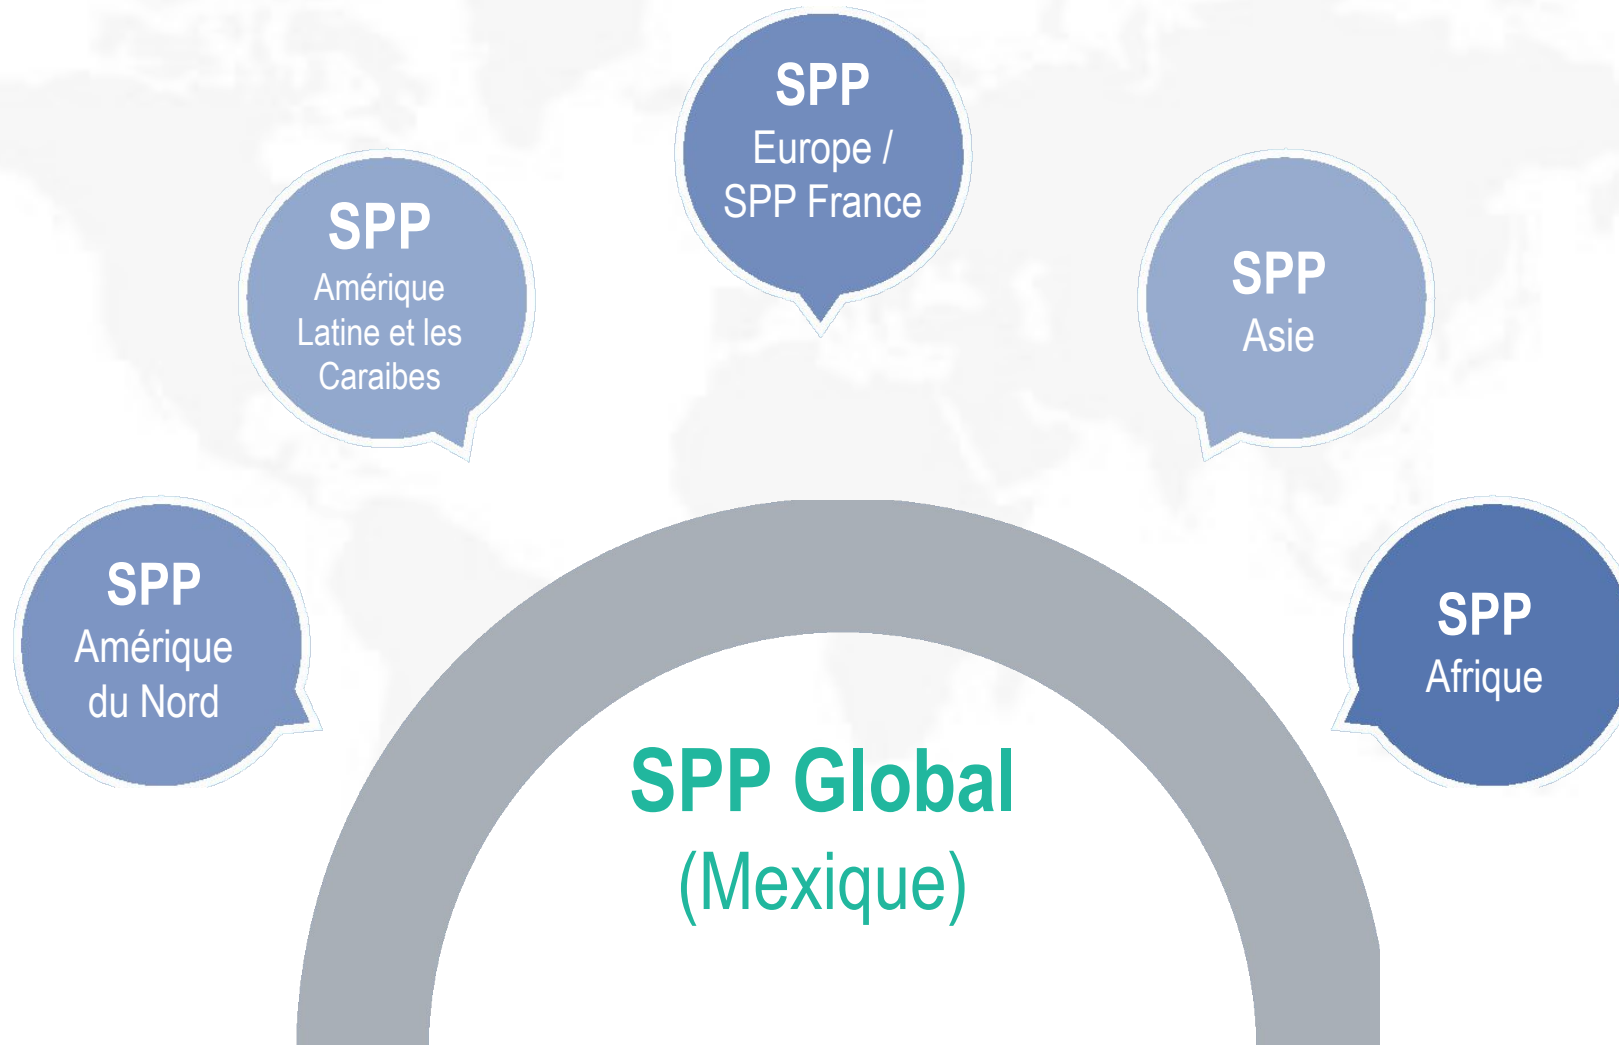 SPP
Europe /
SPP France
SPP
Amérique
Latine et les
Caraibes
SPP
Asie
SPP
Amérique
du Nord
SPP
Afrique
SPP Global
(Mexique)